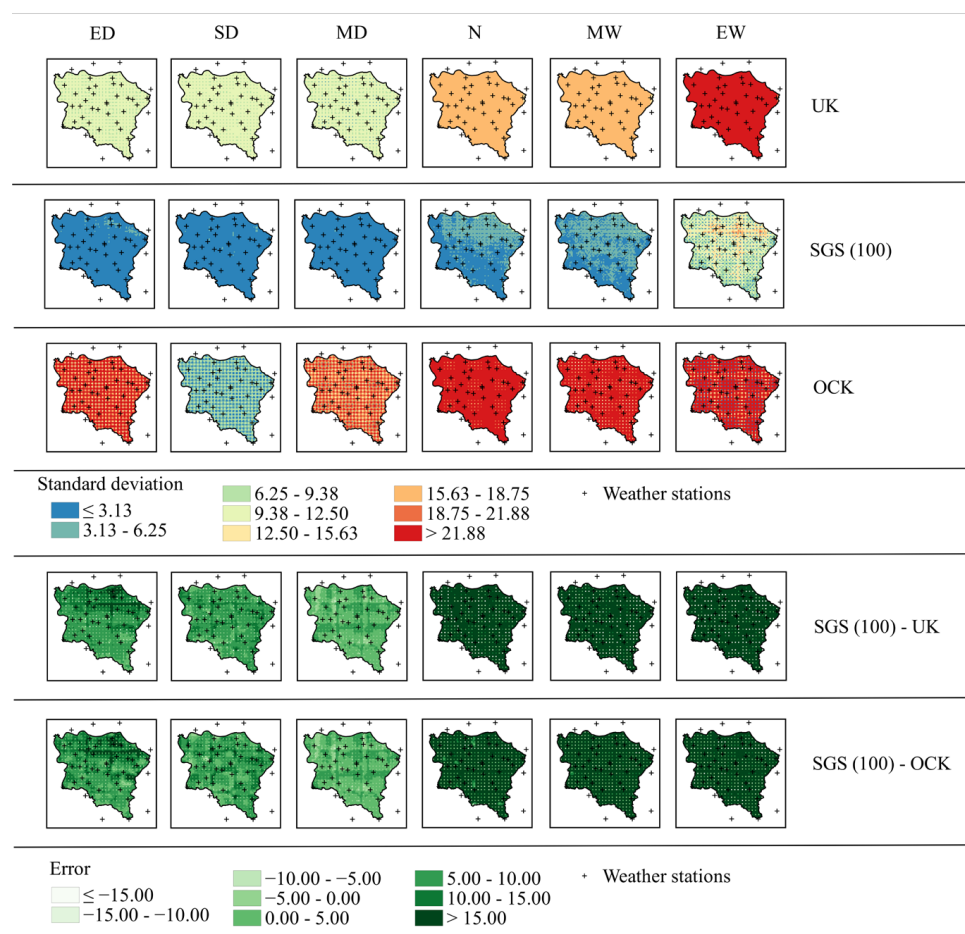 ED SD MD N MW EW
UK
SGS (100)
OCK
Standard deviation
≤ 3.13
3.13 - 6.25
6.25 - 9.38
9.38 - 12.50
12.50 - 15.63
15.63 - 18.75
18.75 - 21.88
> 21.88
Weather stations
SGS (100) - UK
SGS (100) - OCK
Error
≤ −15.00
−15.00 - −10.00
−10.00 - −5.00
−5.00 - 0.00
0.00 - 5.00
5.00 - 10.00
10.00 - 15.00
> 15.00
Weather stations